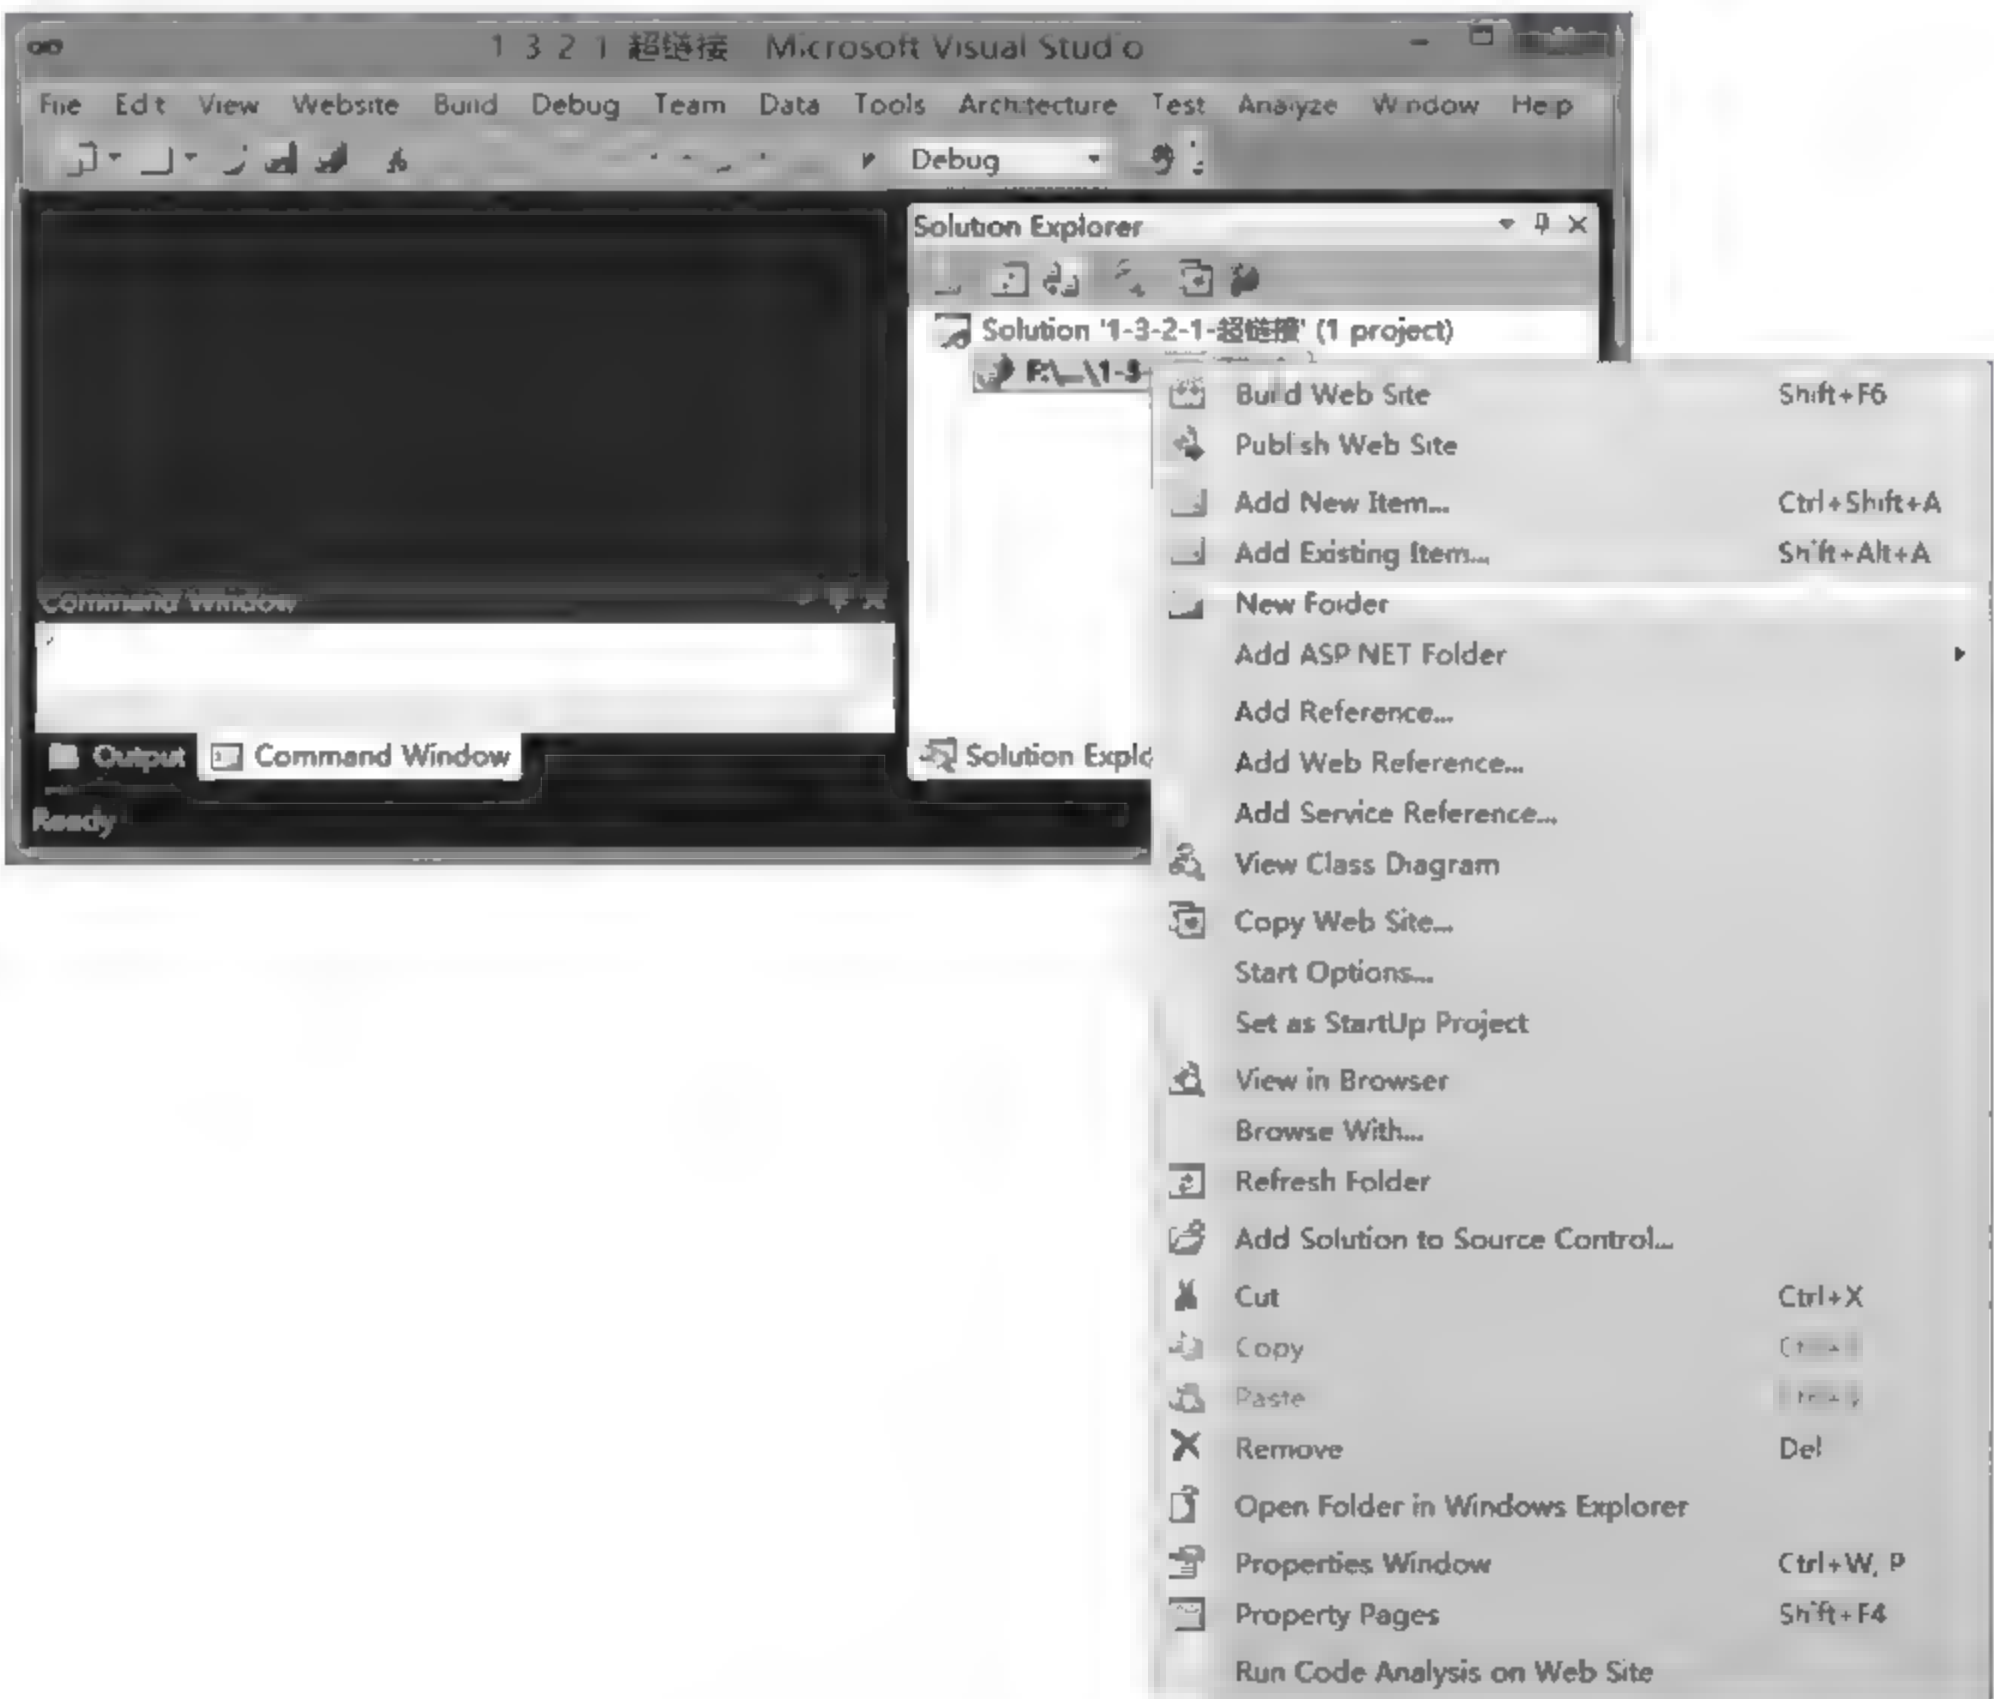 1 3 2 1 超链接 Microsoft Visual Studio
File Edit View Website Build Debug Team Data Tools Architecture Test Analyze Window Help
Debug
Solution Explorer
Solution '1-3-2-1-超链接' (1 project)
F:\...\1-3-
Build Web Site Shift+F6
Publish Web Site
Add New Item... Ctrl+Shift+A
Add Existing Item... Shift+Alt+A
New Folder
Add ASP NET Folder
Add Reference...
Add Web Reference...
Add Service Reference...
View Class Diagram
Copy Web Site...
Start Options...
Set as StartUp Project
View in Browser
Browse With...
Refresh Folder
Add Solution to Source Control...
Cut Ctrl+X
Copy
Paste
Remove Del
Open Folder in Windows Explorer
Properties Window Ctrl+W, P
Property Pages Shift+F4
Run Code Analysis on Web Site
Command Window
Output Command Window
Solution Explo
Ready